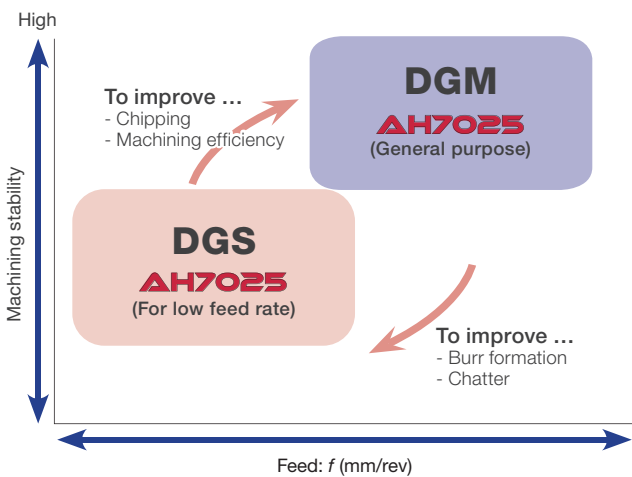 High
DGM
AH7025
(General purpose)
To improve …
- Chipping
- Machining efficiency
DGS
AH7025
(For low feed rate)
To improve …
- Burr formation
- Chatter
Machining stability
Feed: f (mm/rev)